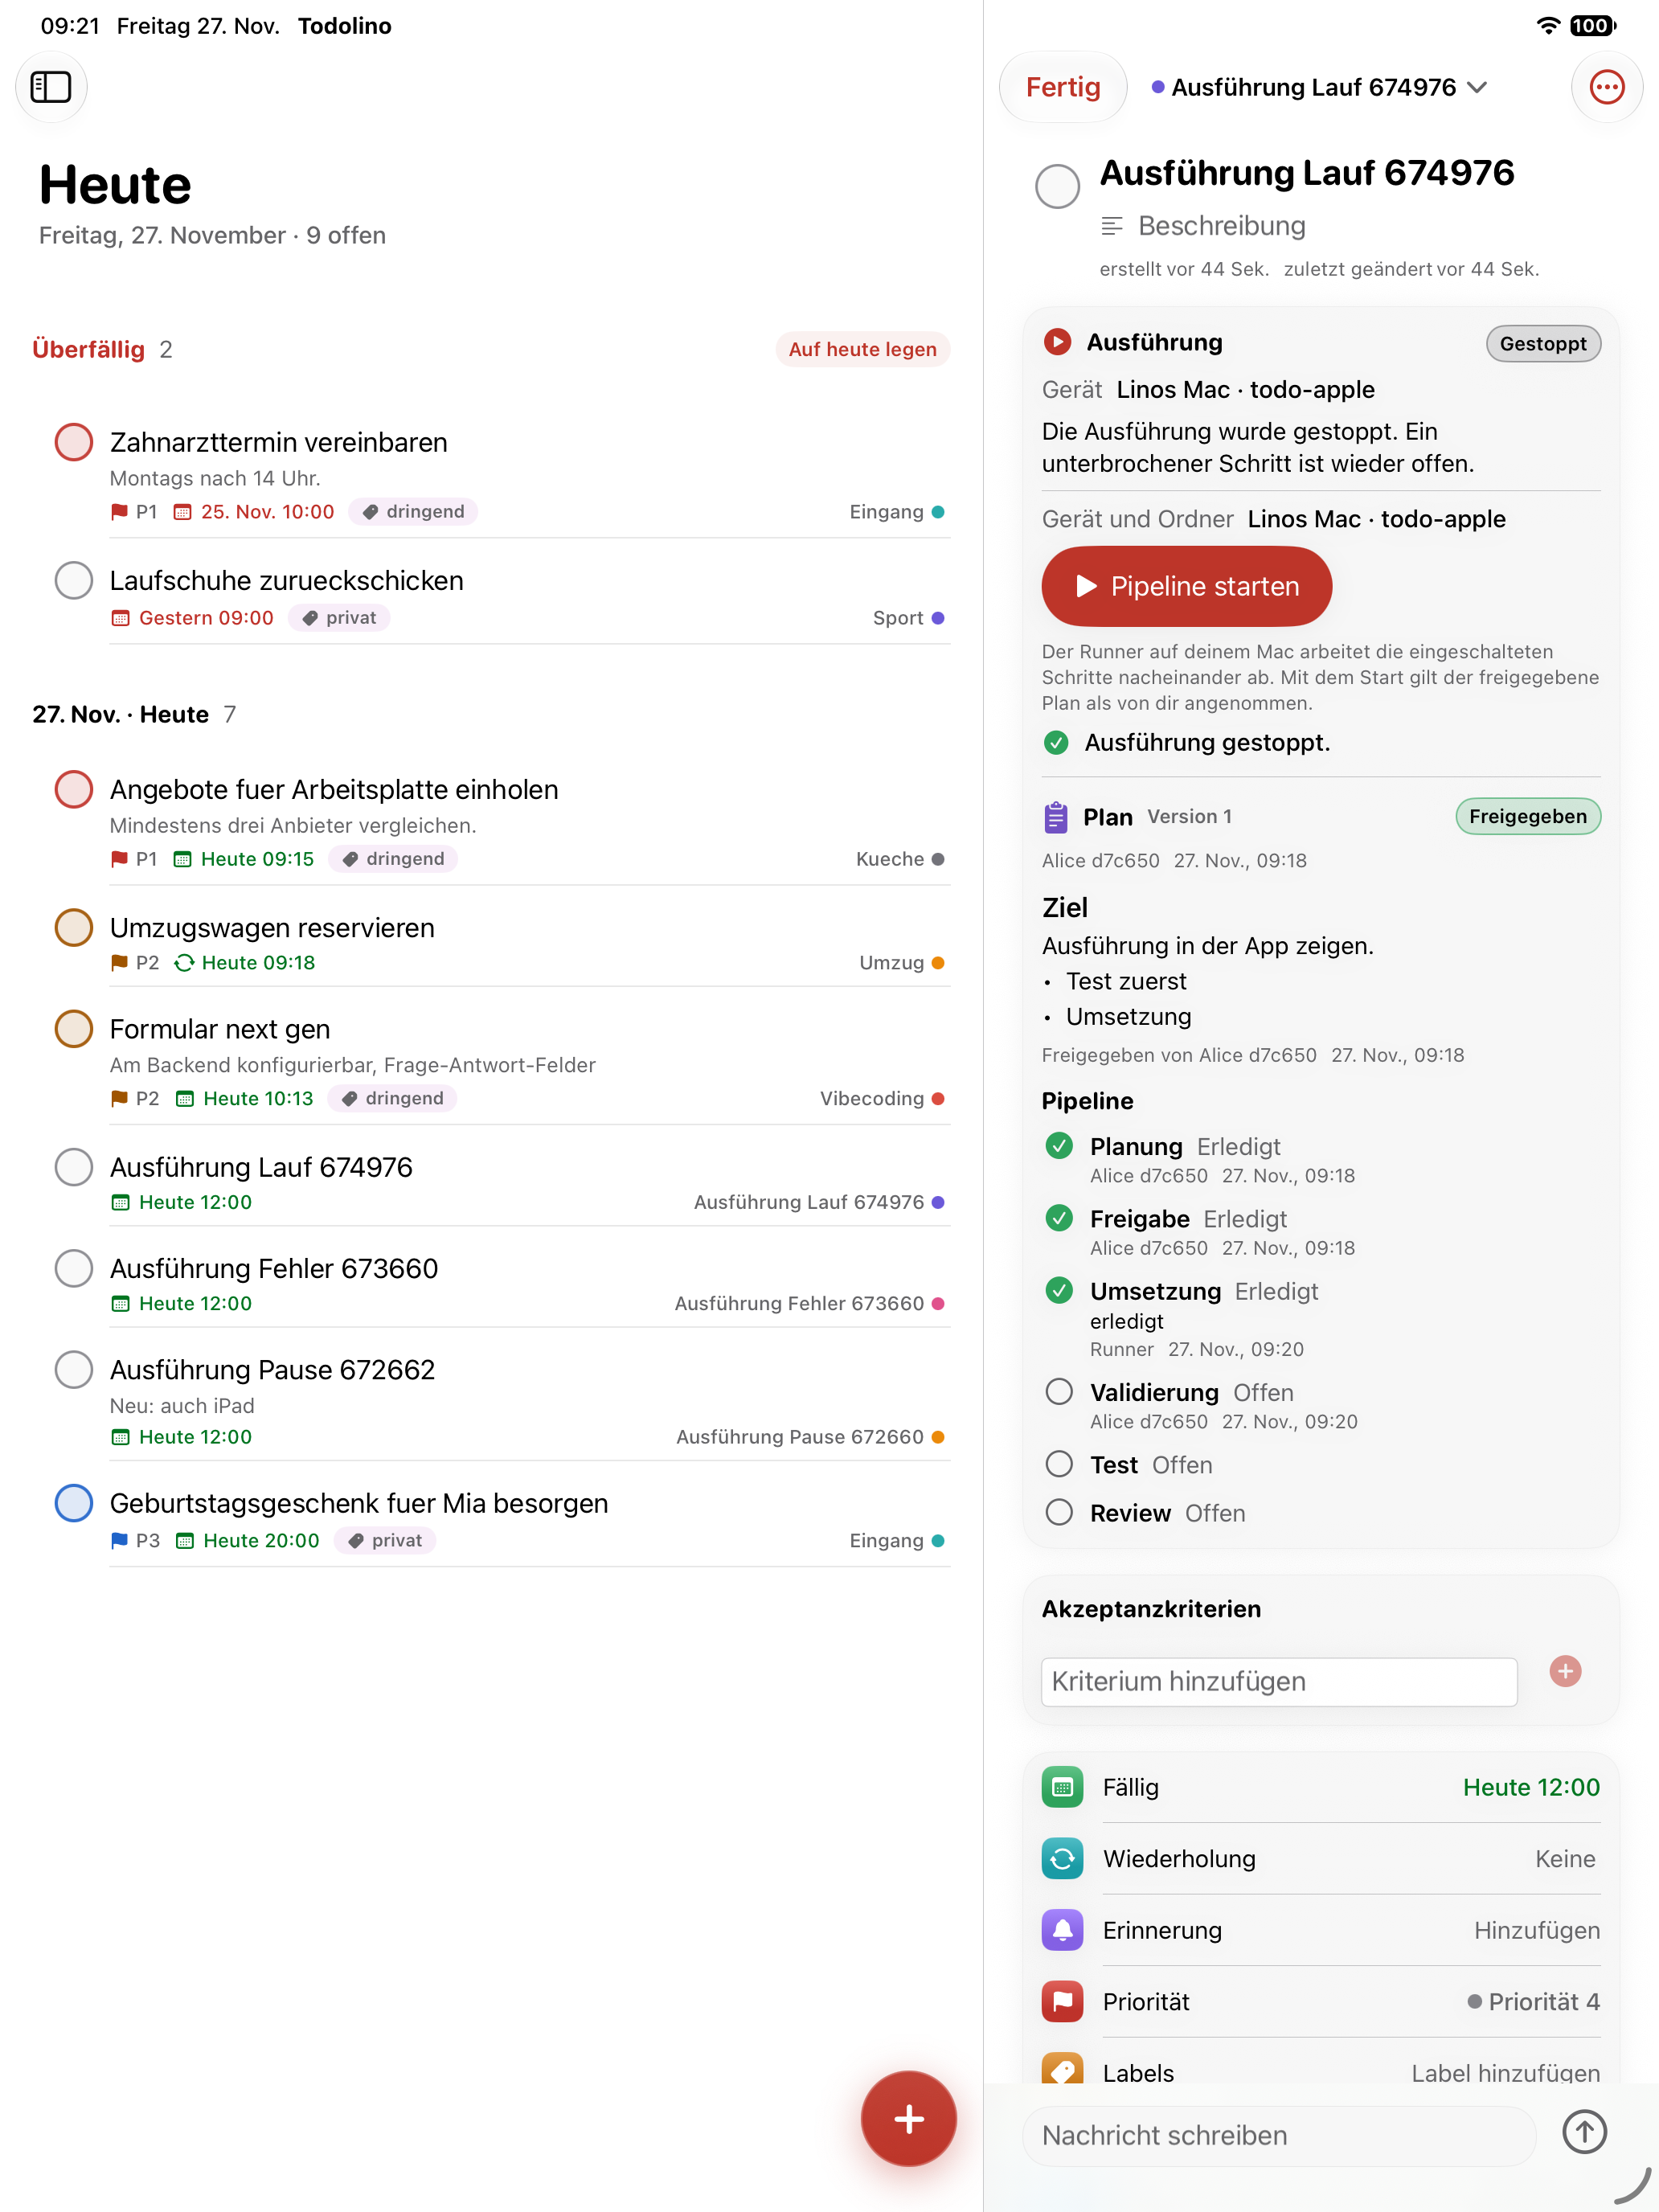 09:21 Freitag 27. Nov. Todolino
100
Heute
Freitag, 27. November · 9 offen
Überfällig 2
Auf heute legen
Zahnarzttermin vereinbaren
Montags nach 14 Uhr.
P1 25. Nov. 10:00 dringend Eingang
Laufschuhe zurueckschicken
Gestern 09:00 privat Sport
27. Nov. · Heute 7
Angebote fuer Arbeitsplatte einholen
Mindestens drei Anbieter vergleichen.
P1 Heute 09:15 dringend Kueche
Umzugswagen reservieren
P2 Heute 09:18 Umzug
Formular next gen
Am Backend konfigurierbar, Frage-Antwort-Felder
P2 Heute 10:13 dringend Vibecoding
Ausführung Lauf 674976
Heute 12:00 Ausführung Lauf 674976
Ausführung Fehler 673660
Heute 12:00 Ausführung Fehler 673660
Ausführung Pause 672662
Neu: auch iPad
Heute 12:00 Ausführung Pause 672660
Geburtstagsgeschenk fuer Mia besorgen
P3 Heute 20:00 privat Eingang
Fertig
Ausführung Lauf 674976
Ausführung Lauf 674976
Beschreibung
erstellt vor 44 Sek. zuletzt geändert vor 44 Sek.
Ausführung Gestoppt
Gerät Linos Mac · todo-apple
Die Ausführung wurde gestoppt. Ein
unterbrochener Schritt ist wieder offen.
Gerät und Ordner Linos Mac · todo-apple
Pipeline starten
Der Runner auf deinem Mac arbeitet die eingeschalteten
Schritte nacheinander ab. Mit dem Start gilt der freigegebene
Plan als von dir angenommen.
Ausführung gestoppt.
Plan Version 1 Freigegeben
Alice d7c650 27. Nov., 09:18
Ziel
Ausführung in der App zeigen.
• Test zuerst
• Umsetzung
Freigegeben von Alice d7c650 27. Nov., 09:18
Pipeline
Planung Erledigt
Alice d7c650 27. Nov., 09:18
Freigabe Erledigt
Alice d7c650 27. Nov., 09:18
Umsetzung Erledigt
erledigt
Runner 27. Nov., 09:20
Validierung Offen
Alice d7c650 27. Nov., 09:20
Test Offen
Review Offen
Akzeptanzkriterien
Kriterium hinzufügen
Fällig Heute 12:00
Wiederholung Keine
Erinnerung Hinzufügen
Priorität Priorität 4
Labels Label hinzufügen
Nachricht schreiben